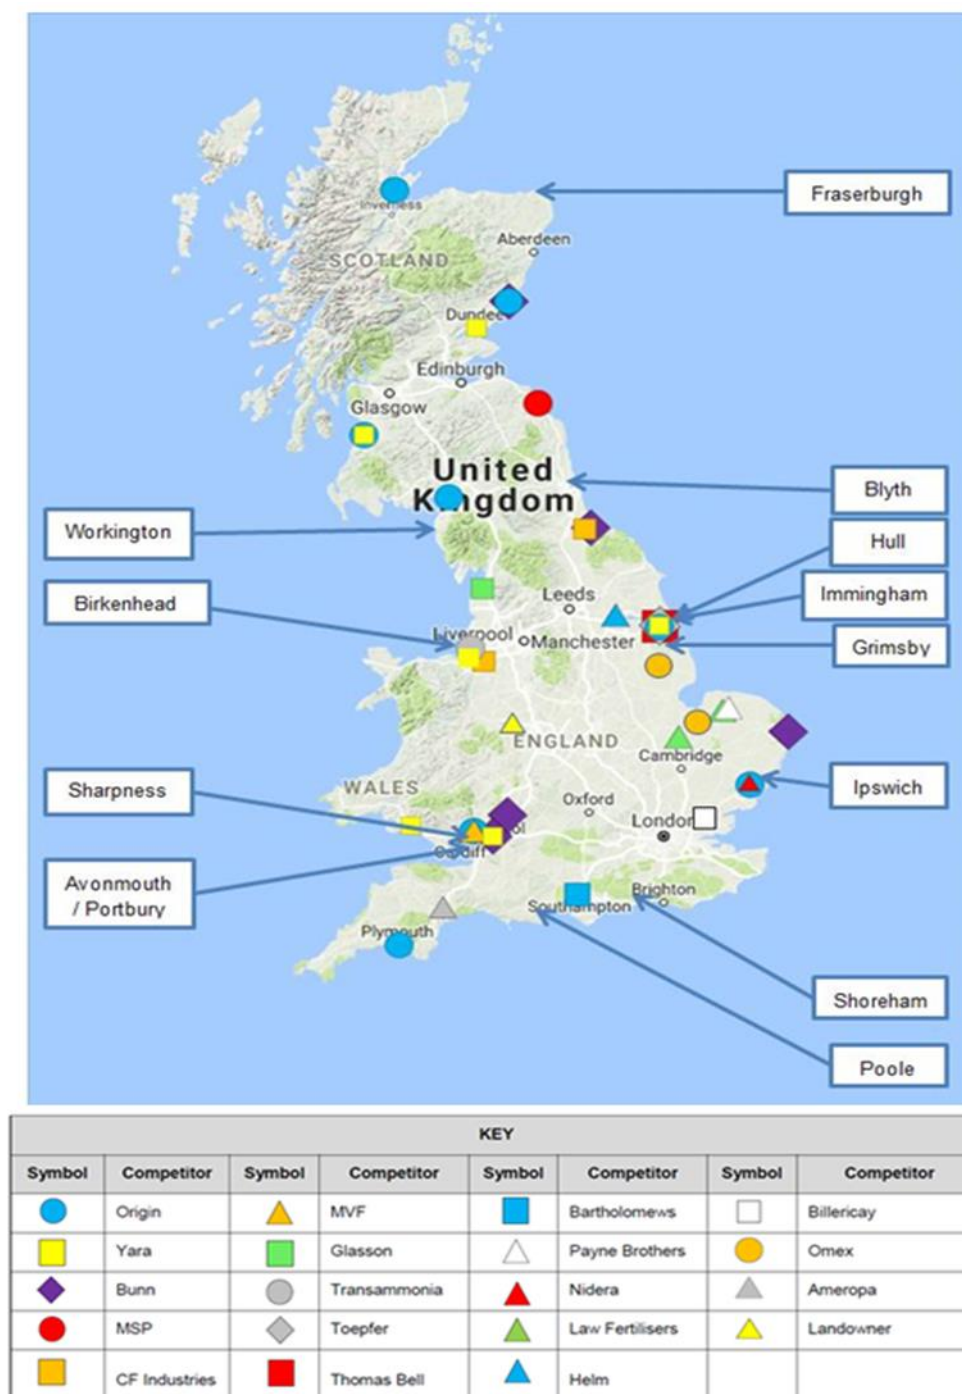 Fraserburgh
Inverness
Aberdeen
SCOTLAND
Dundee
Edinburgh
Glasgow
United
Kingdom
Blyth
Workington
Hull
Birkenhead
Leeds
Immingham
Liverpool
Manchester
Grimsby
ENGLAND
Cambridge
Sharpness
WALES
Ipswich
Oxford
London
Cardiff
Avonmouth
/ Portbury
Brighton
Southampton
Plymouth
Shoreham
Poole
KEY
Symbol Competitor Symbol Competitor Symbol Competitor Symbol Competitor
Origin MVF Bartholomews Billericay
Yara Glasson Payne Brothers Omex
Bunn Transammonia Nidera Ameropa
MSP Toepfer Law Fertilisers Landowner
CF Industries Thomas Bell Helm